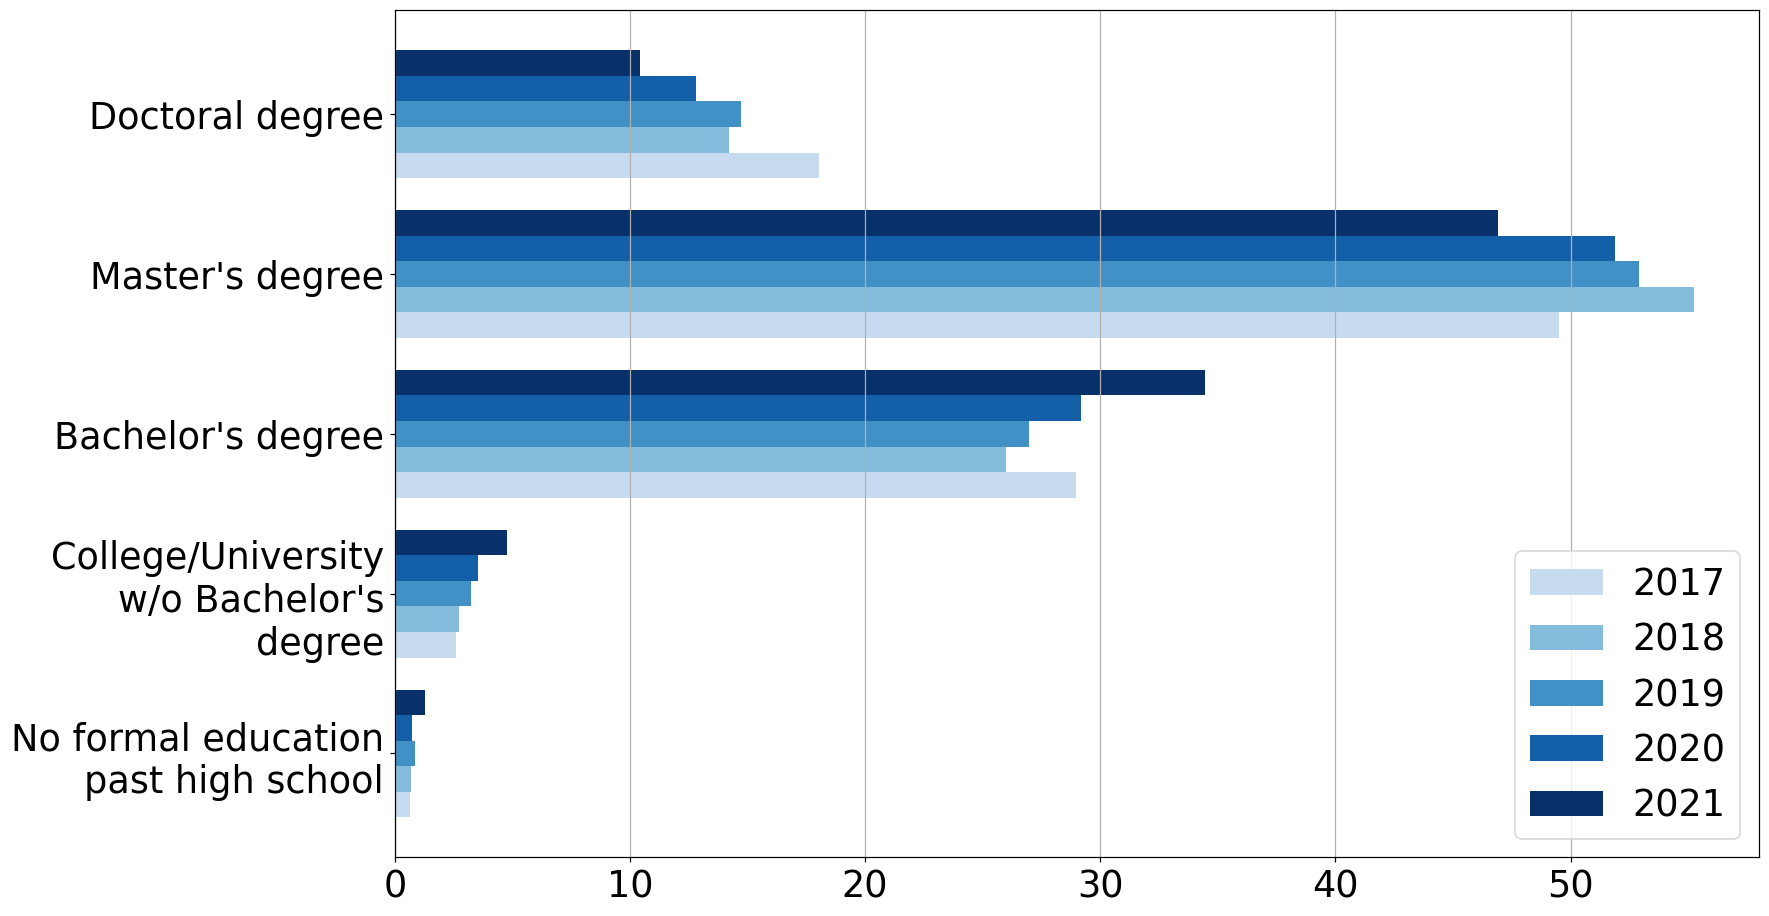 Doctoral degree
Master's degree
Bachelor's degree
College/University
w/o Bachelor's
degree
No formal education
past high school
2017
2018
2019
2020
2021
0 10 20 30 40 50